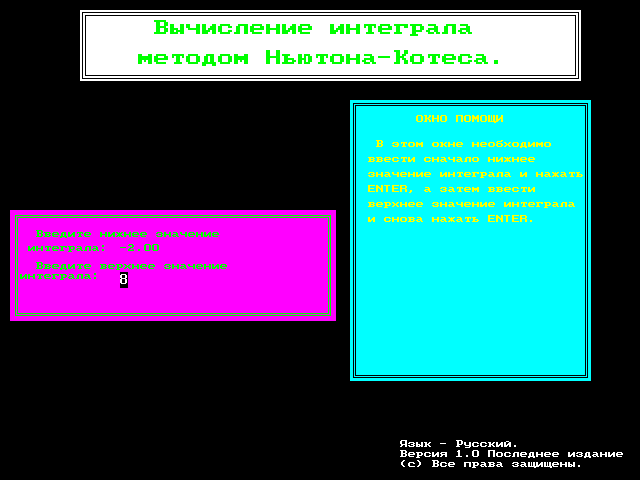 Вычисление интеграла
методом Ньютона-Котеса.
ОКНО ПОМОЩИ
В этом окне необходимо
ввести сначало нижнее
значение интеграла и нажать
ENTER, а затем ввести
верхнее значение интеграла
и снова нажать ENTER.
Введите нижнее значение
интеграла: -2.00
Введите верхнее значение
интеграла: 8
Язык - Русский.
Версия 1.0 Последнее издание
(с) Все права защищены.